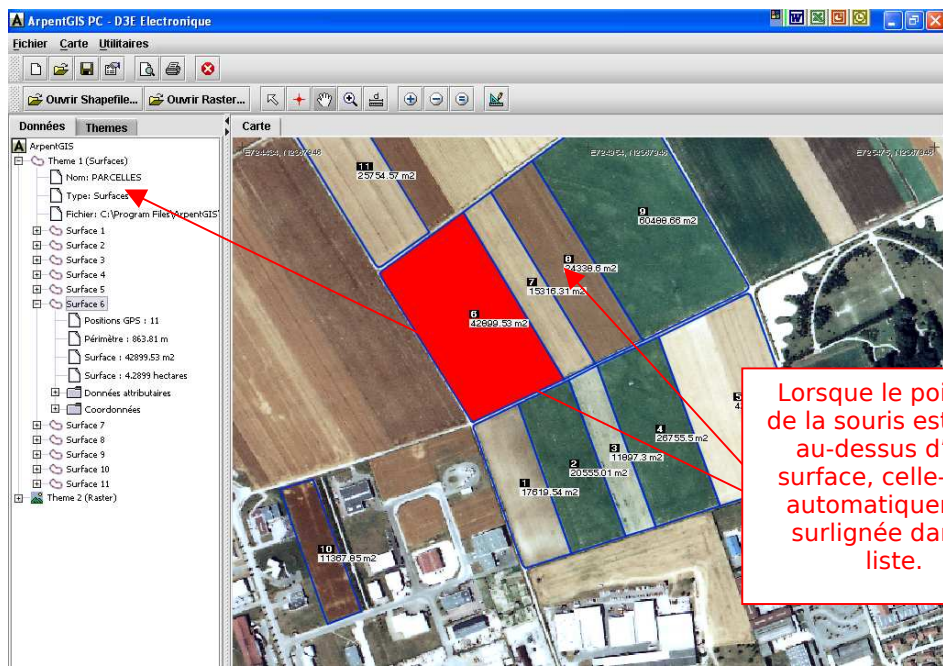 ArpentGIS PC - D3E Electronique
Fichier Carte Utilitaires
Ouvrir Shapefile... Ouvrir Raster...
Données Themes
Carte
ArpentGIS
Theme 1 (Surfaces)
Nom: PARCELLES
Type: Surfaces
Fichier: C:\Program Files\ArpentGIS\
Surface 1
Surface 2
Surface 3
Surface 4
Surface 5
Surface 6
Positions GPS : 11
Périmètre : 863.81 m
Surface : 42899.53 m2
Surface : 4.2899 hectares
Données attributaires
Coordonnées
Surface 7
Surface 8
Surface 9
Surface 10
Surface 11
Theme 2 (Raster)
11
25754.57 m2
9
60488.66 m2
8
24338.6 m2
7
15316.31 m2
6
42899.53 m2
5
4
26755.5 m2
3
11897.3 m2
2
20555.01 m2
1
17619.54 m2
10
11367.85 m2
Lorsque le poi
de la souris est
au-dessus d'
surface, celle-
automatique
surlignée da
liste.